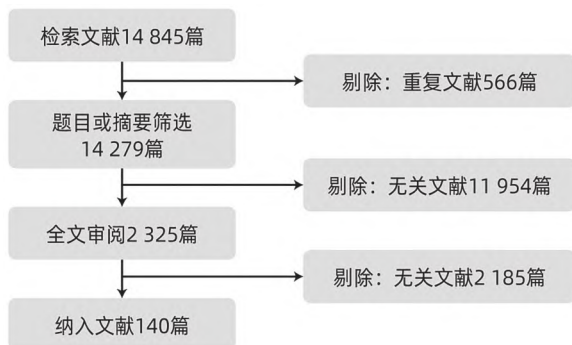 检索文献14 845篇
剔除：重复文献566篇
题目或摘要筛选
14 279篇
剔除：无关文献11 954篇
全文审阅2 325篇
剔除：无关文献2 185篇
纳入文献140篇